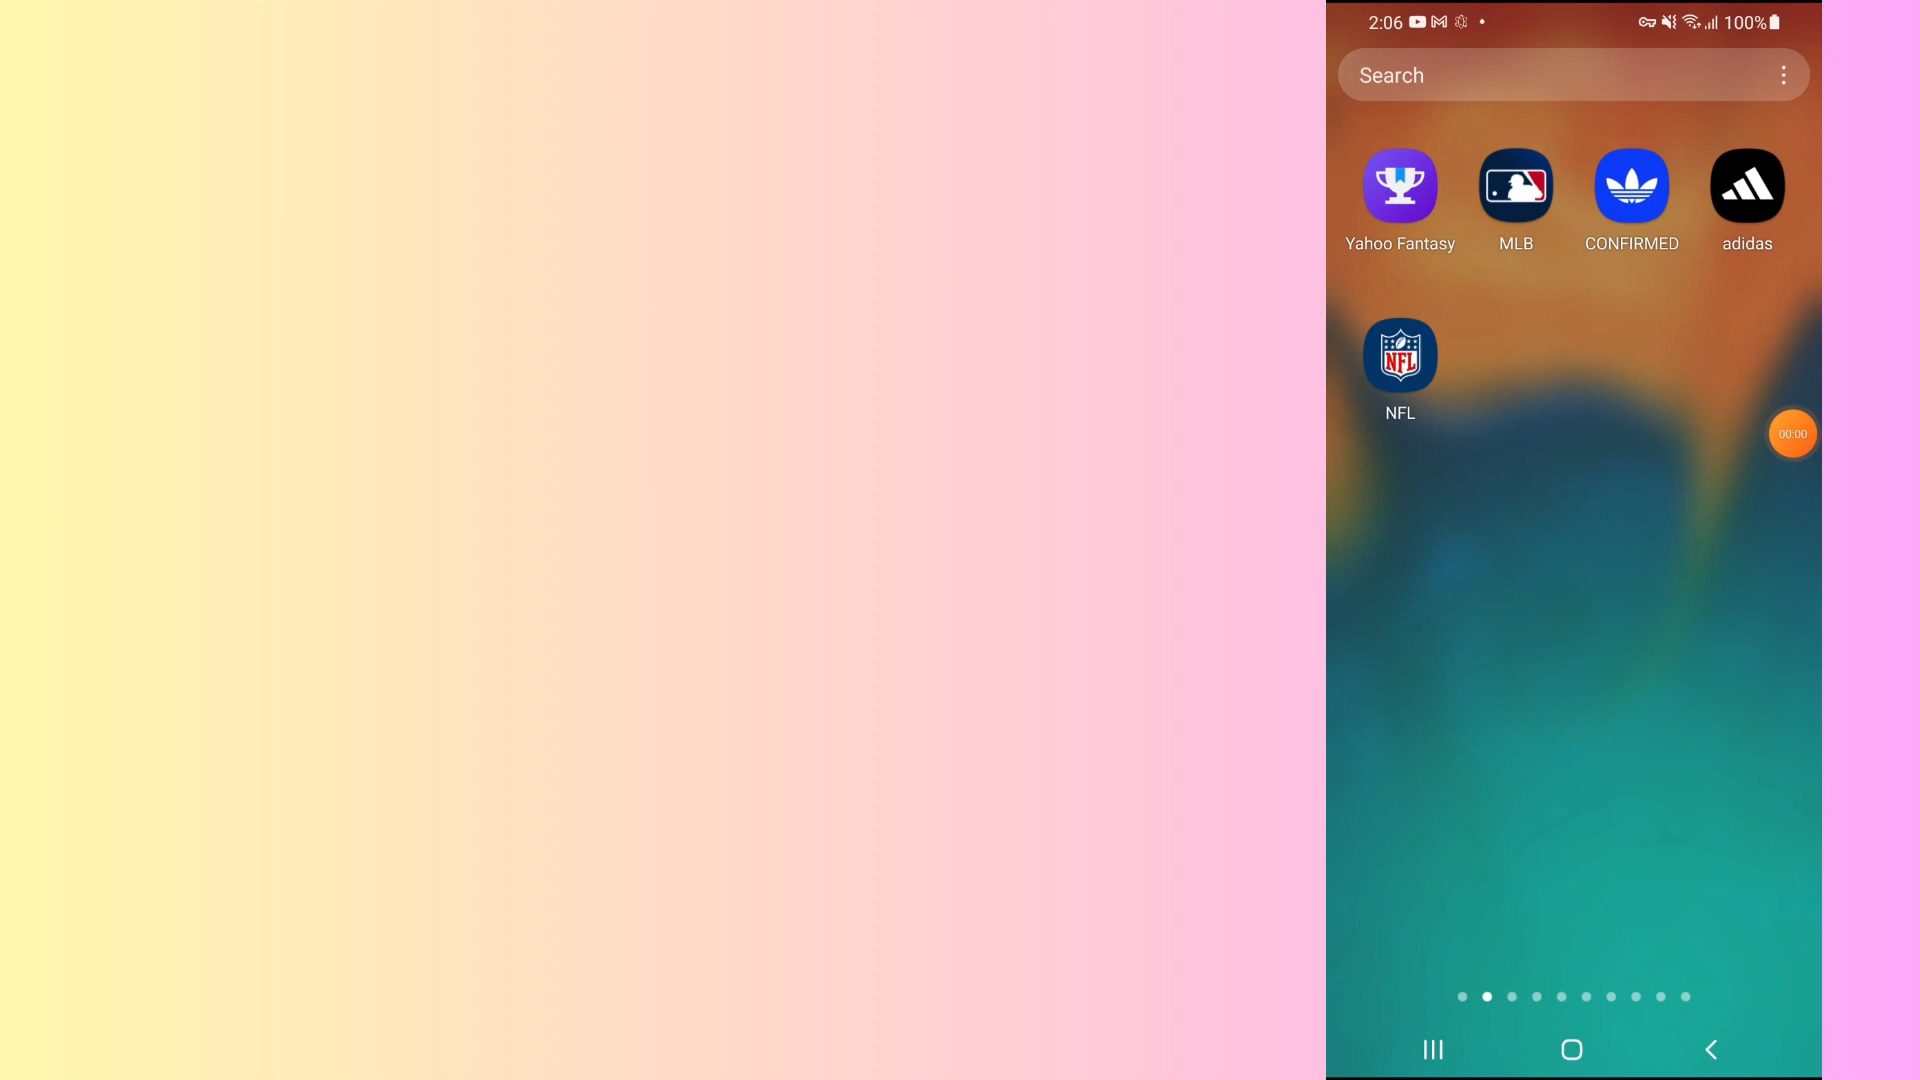 2:06 100%
Search
Yahoo Fantasy MLB CONFIRMED adidas
NFL
NFL
00:00